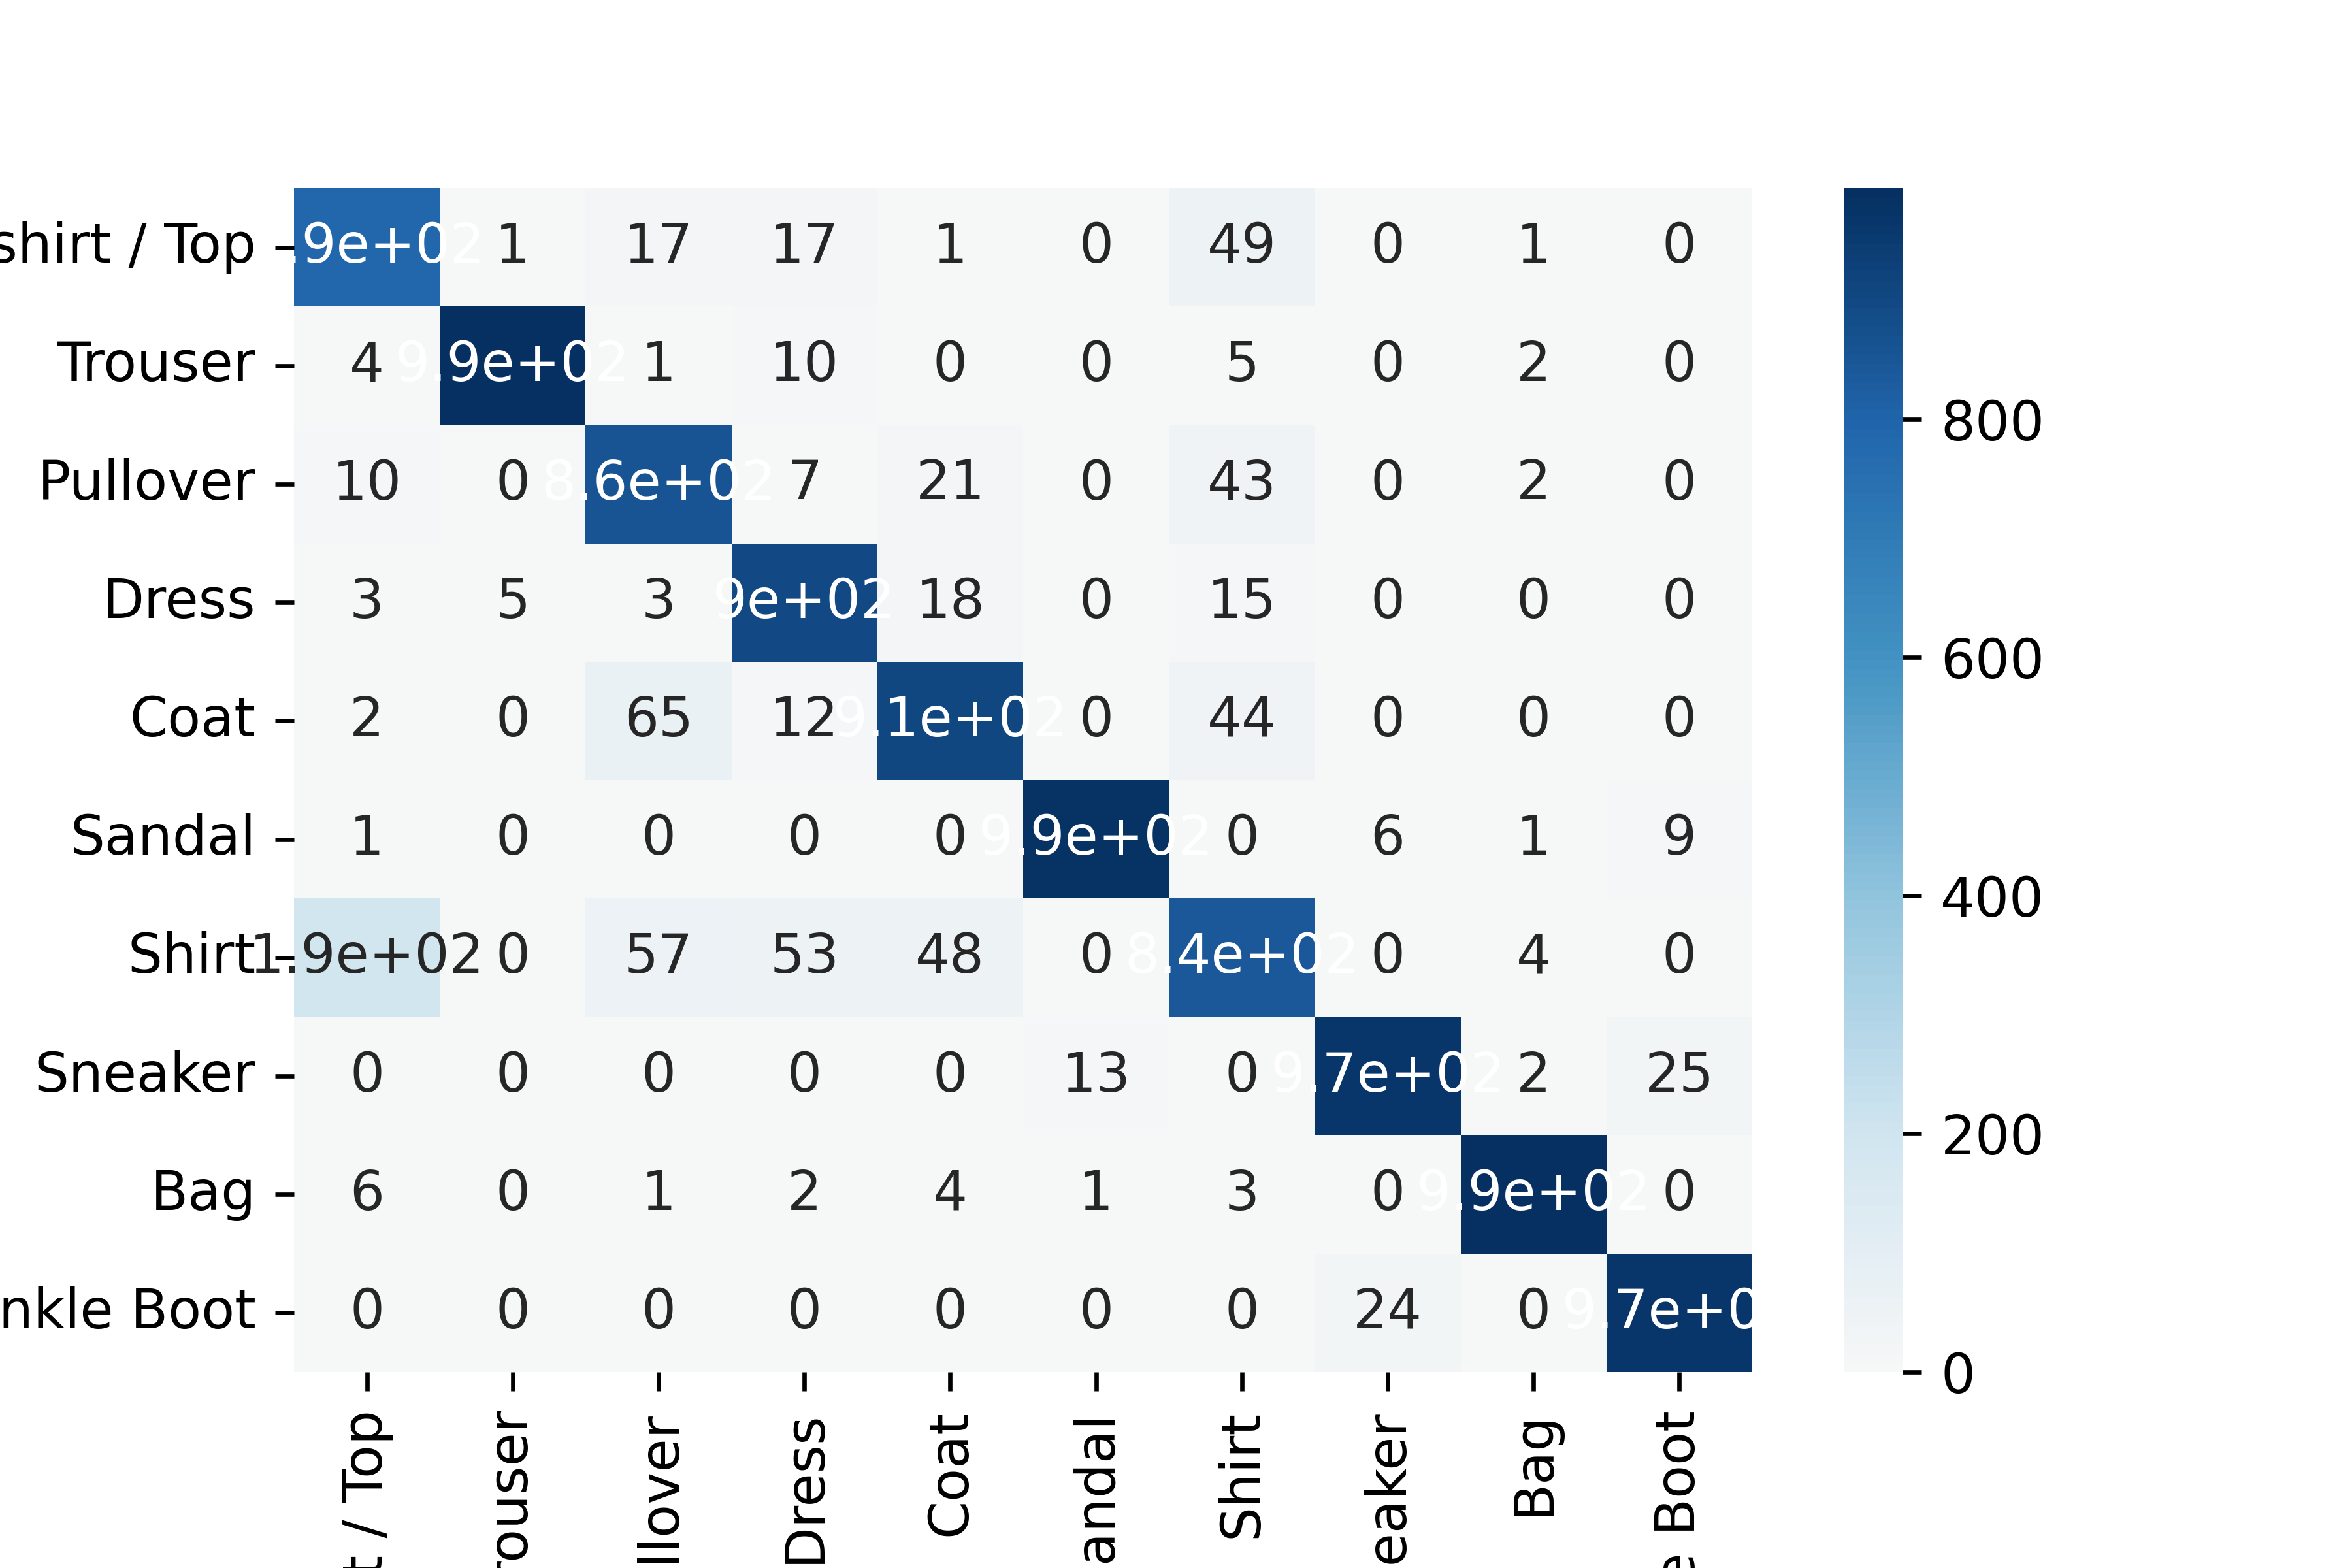 shirt / Top .9e+02 1 17 17 1 0 49 0 1 0
Trouser 4 9.9e+02 1 10 0 0 5 0 2 0
800
Pullover 10 0 8.6e+02 7 21 0 43 0 2 0
Dress 3 5 3 9e+02 18 0 15 0 0 0
600
Coat 2 0 65 12 9.1e+02 0 44 0 0 0
Sandal 1 0 0 0 0 9.9e+02 0 6 1 9
400
Shirt 1.9e+02 0 57 53 48 0 8.4e+02 0 4 0
Sneaker 0 0 0 0 0 13 0 9.7e+02 2 25
200
Bag 6 0 1 2 4 1 3 0 9.9e+02 0
nkle Boot 0 0 0 0 0 0 0 24 0 9.7e+0
0
t / Top
rouser
llover
Dress
Coat
andal
Shirt
eaker
Bag
e Boot